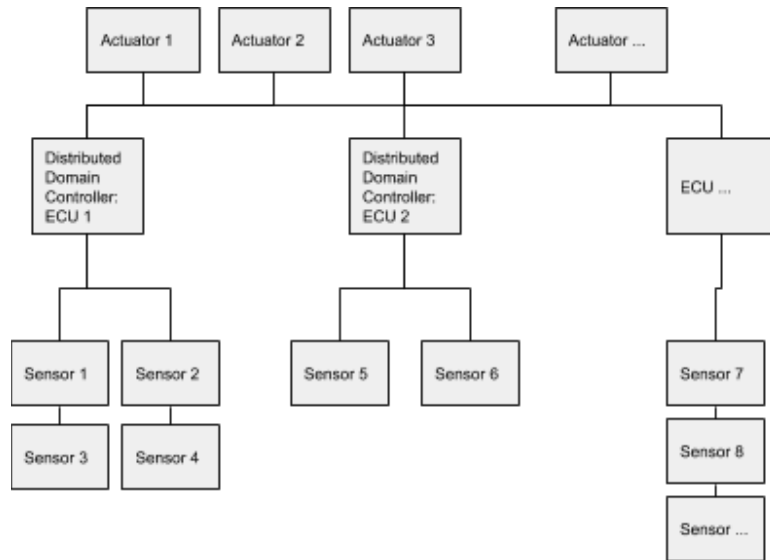 Actuator 1
Actuator 2
Actuator 3
Actuator ...
Distributed
Domain
Controller:
ECU 1
Distributed
Domain
Controller:
ECU 2
ECU ...
Sensor 1
Sensor 2
Sensor 5
Sensor 6
Sensor 7
Sensor 3
Sensor 4
Sensor 8
Sensor ...